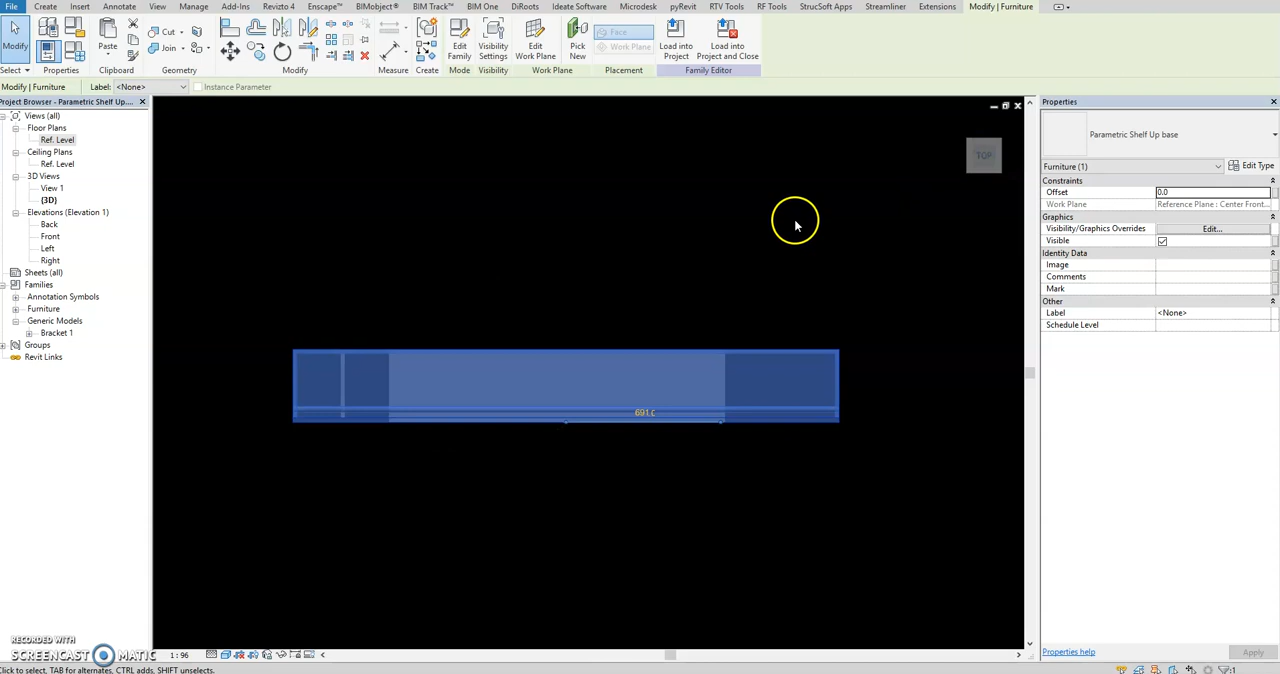 File Create Insert Annotate View Manage Add-Ins Revizto 4 Enscape™ BIMobject® BIM Track™ BIM One DiRoots Ideate Software Microdesk pyRevit RTV Tools RF Tools StrucSoft Apps Streamliner Extensions Modify | Furniture
Modify Paste Cut Join Edit Family Visibility Settings Edit Work Plane Pick New Face Work Plane Load into Project Load into Project and Close
Select Properties Clipboard Geometry Modify Measure Create Mode Visibility Work Plane Placement Family Editor
Modify | Furniture Label: <None> Instance Parameter
Project Browser - Parametric Shelf Up....
Views (all)
Floor Plans
Ref. Level
Ceiling Plans
Ref. Level
3D Views
View 1
(3D)
Elevations (Elevation 1)
Back
Front
Left
Right
Sheets (all)
Families
Annotation Symbols
Furniture
Generic Models
Bracket 1
Groups
Revit Links
TOP
Properties
Parametric Shelf Up base
Furniture (1) Edit Type
Constraints
Offset 0.0
Work Plane Reference Plane : Center Front...
Graphics
Visibility/Graphics Overrides Edit...
Visible
Identity Data
Image
Comments
Mark
Other
Label <None>
Schedule Level
Properties help Apply
RECORDED WITH
SCREENCAST MATIC
1 : 96
Click to select, TAB for alternates, CTRL adds, SHIFT unselects.
:1